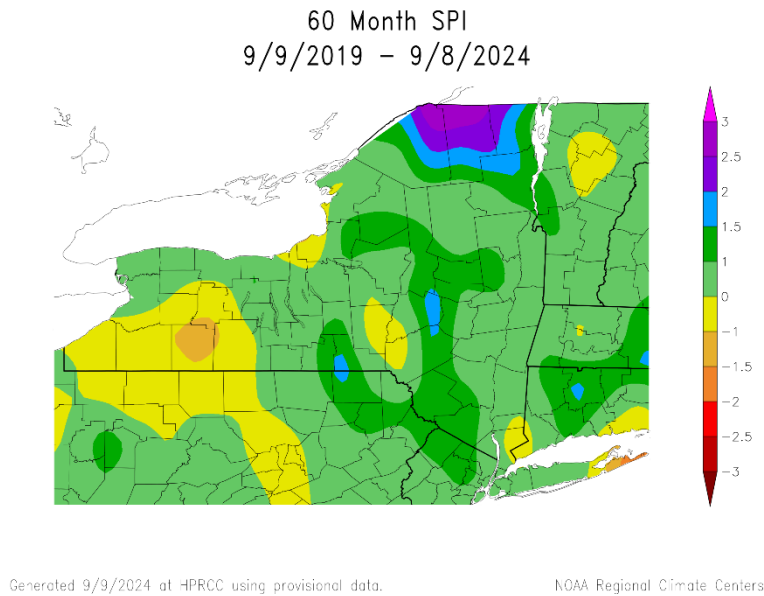 60 Month SPI
9/9/2019 – 9/8/2024
3
2.5
2
1.5
1
0
−1
−1.5
−2
−2.5
−3
Generated 9/9/2024 at HPRCC using provisional data.
NOAA Regional Climate Centers